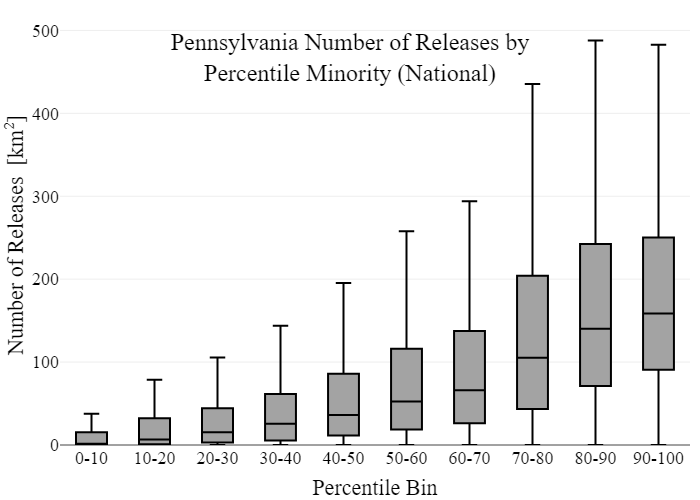 Pennsylvania Number of Releases by
Percentile Minority (National)
Number of Releases [km²]
500
400
300
200
100
0
0-10 10-20 20-30 30-40 40-50 50-60 60-70 70-80 80-90 90-100
Percentile Bin